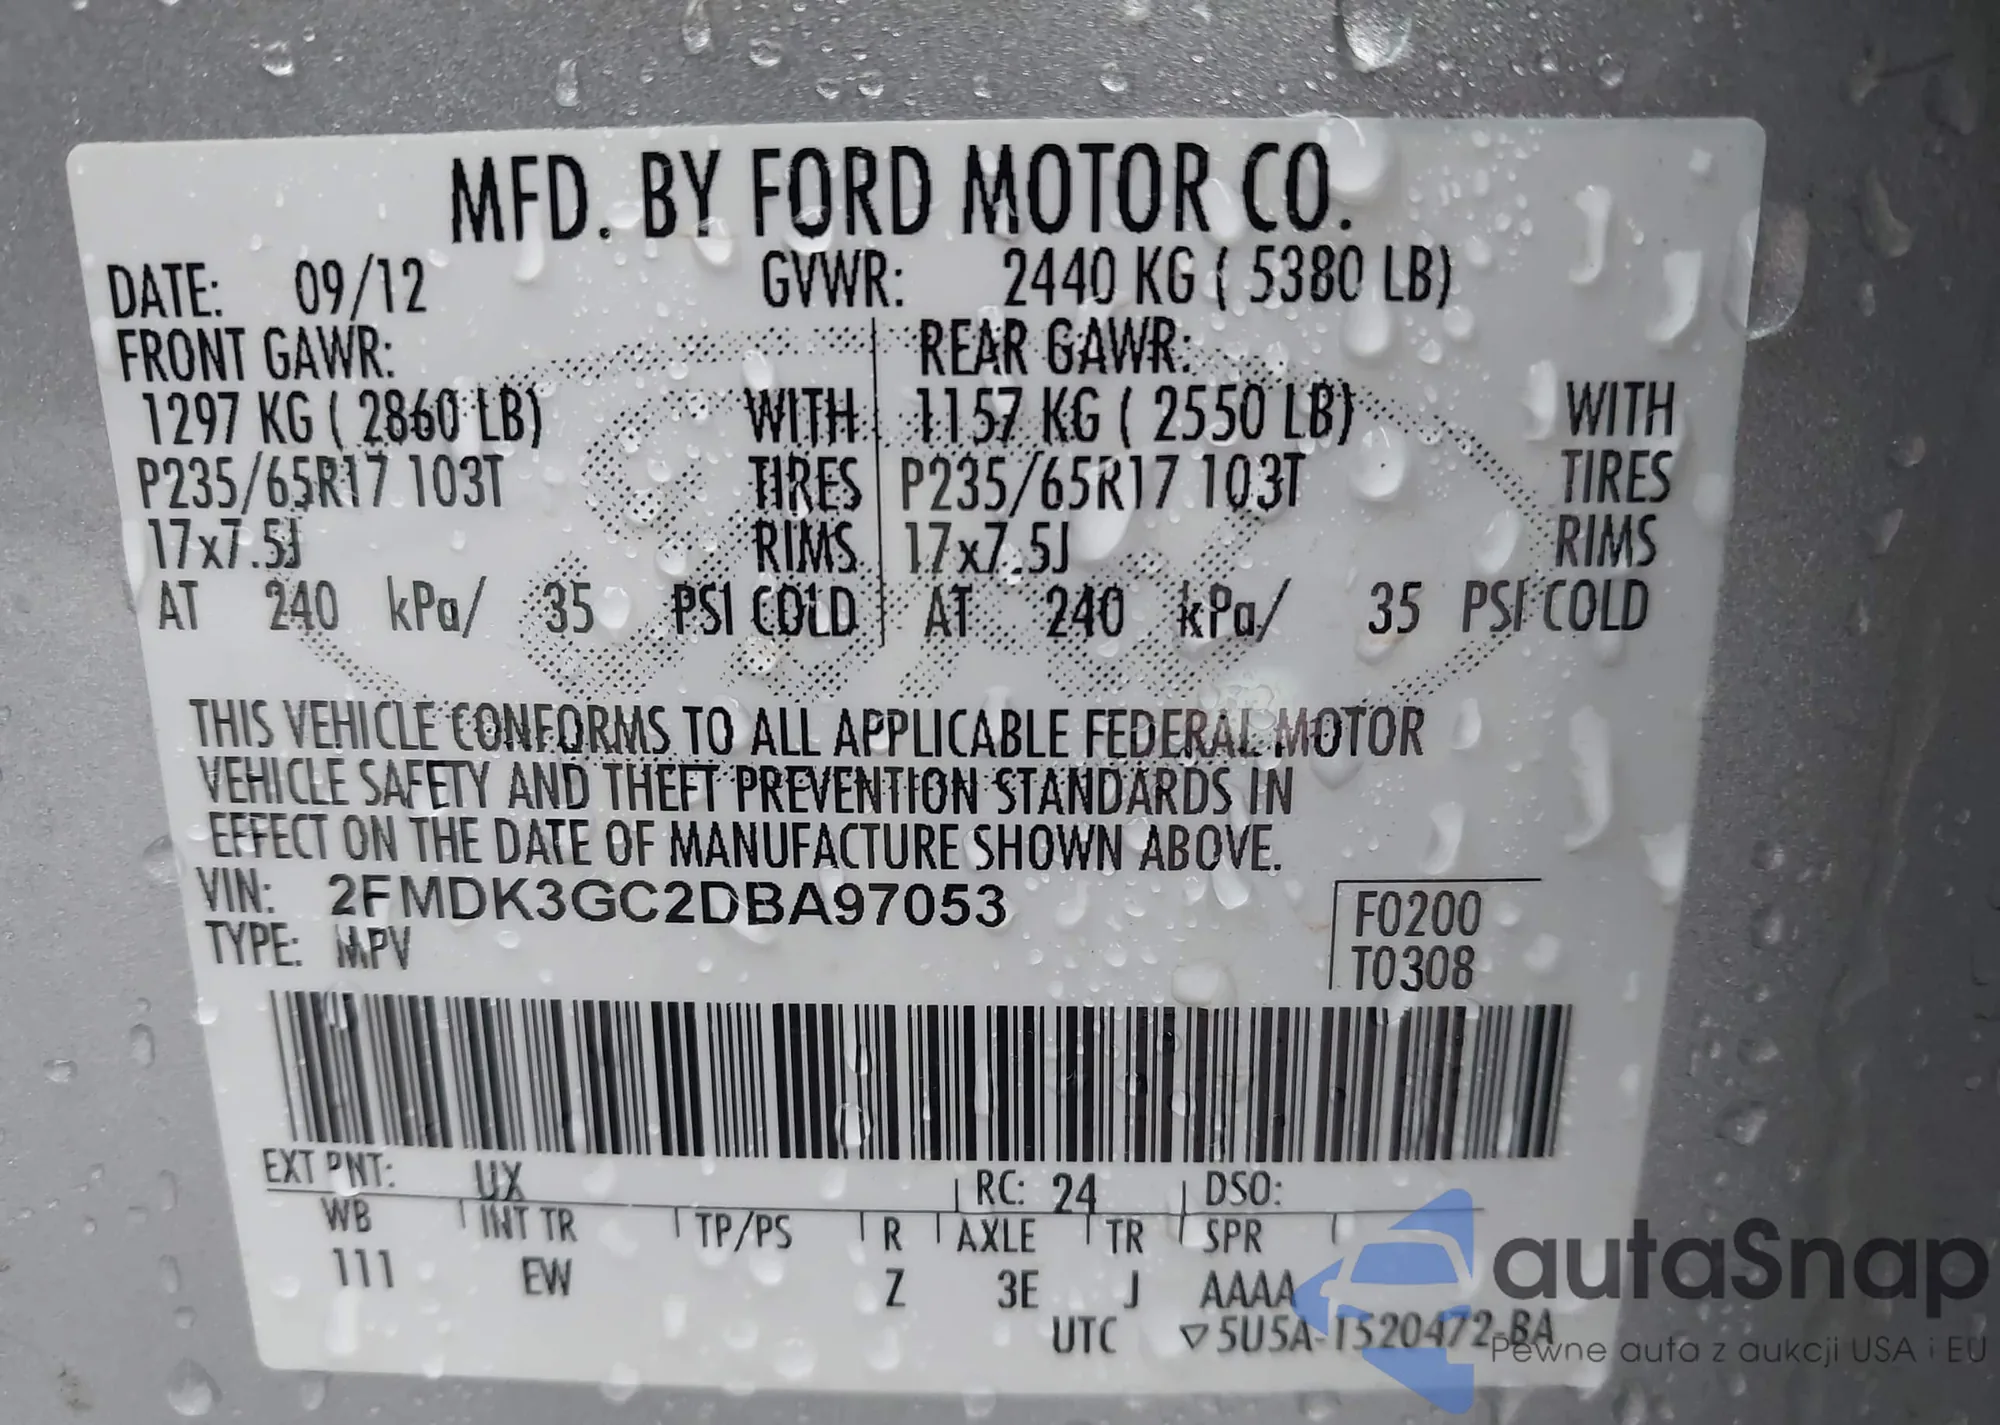 MFD. BY FORD MOTOR CO.
DATE: 09/12 GVWR: 2440 KG ( 5380 LB)
FRONT GAWR: REAR GAWR:
1297 KG ( 2860 LB) WITH 1157 KG ( 2550 LB) WITH
P235/65R17 103T TIRES P235/65R17 103T TIRES
17x7.5J RIMS 17x7.5J RIMS
AT 240 kPa/ 35 PSI COLD AT 240 kPa/ 35 PSI COLD
THIS VEHICLE CONFORMS TO ALL APPLICABLE FEDERAL MOTOR
VEHICLE SAFETY AND THEFT PREVENTION STANDARDS IN
EFFECT ON THE DATE OF MANUFACTURE SHOWN ABOVE.
VIN: 2FMDK3GC2DBA97053 F0200
TYPE: MPV T0308
EXT PNT: UX RC: 24 DSO:
WB INT TR TP/PS R AXLE TR SPR
111 EW Z 3E J AAAA
UTC ▽5U5A-1520472-BA
autaSnap
Pewne auta z aukcji USA i EU